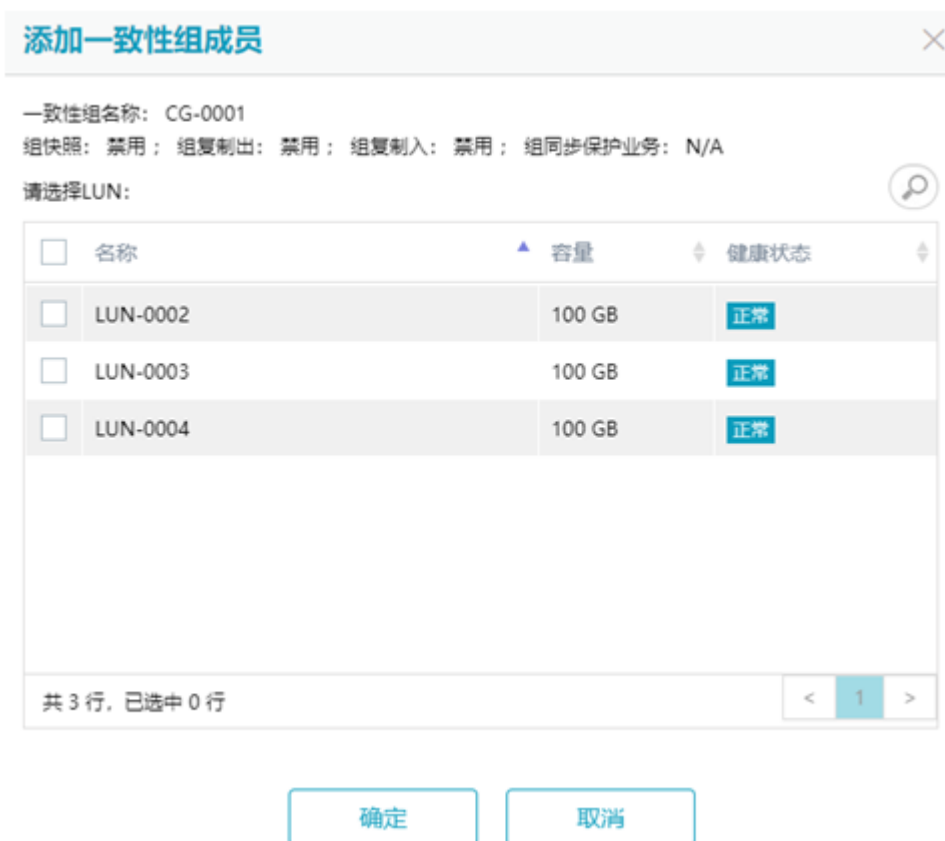 添加一致性组成员
一致性组名称： CG-0001
组快照： 禁用； 组复制出： 禁用； 组复制入： 禁用； 组同步保护业务： N/A
请选择LUN：
名称 容量 健康状态
LUN-0002 100 GB 正常
LUN-0003 100 GB 正常
LUN-0004 100 GB 正常
共 3 行, 已选中 0 行 < 1 >
确定 取消